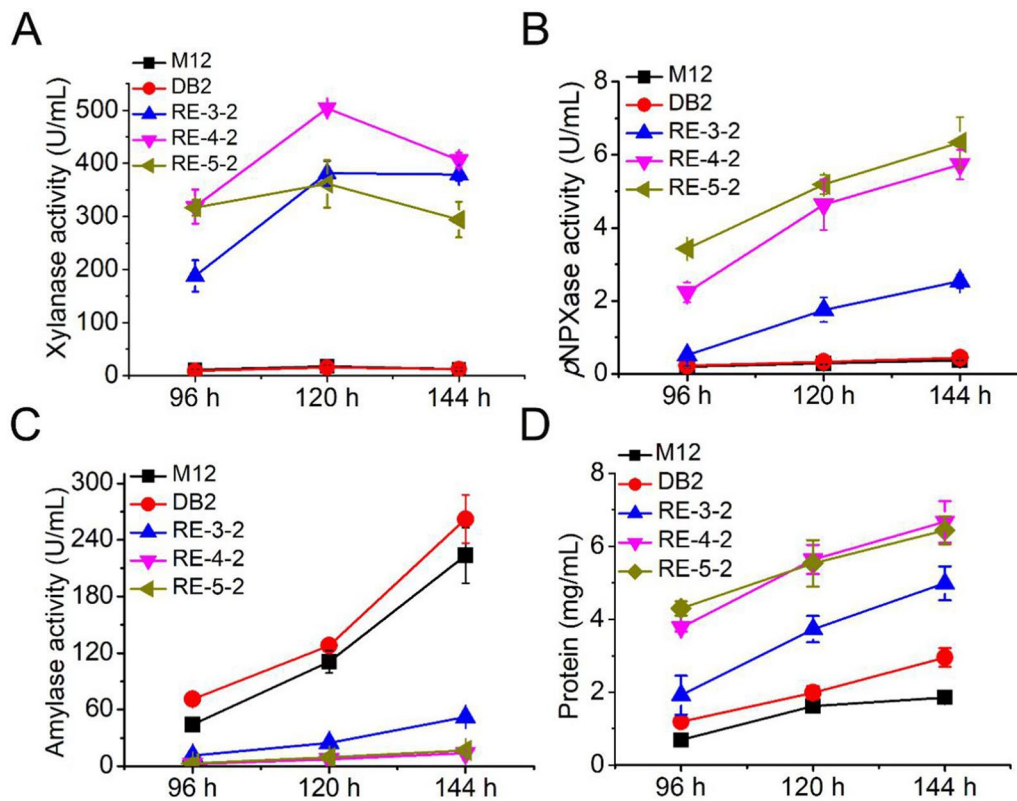 A
M12
DB2
RE-3-2
RE-4-2
RE-5-2
Xylanase activity (U/mL)
500
400
300
200
100
0
96 h 120 h 144 h
B
M12
DB2
RE-3-2
RE-4-2
RE-5-2
pNPXase activity (U/mL)
8
6
4
2
0
96 h 120 h 144 h
C
M12
DB2
RE-3-2
RE-4-2
RE-5-2
Amylase activity (U/mL)
300
240
180
120
60
0
96 h 120 h 144 h
D
M12
DB2
RE-3-2
RE-4-2
RE-5-2
Protein (mg/mL)
8
6
4
2
0
96 h 120 h 144 h